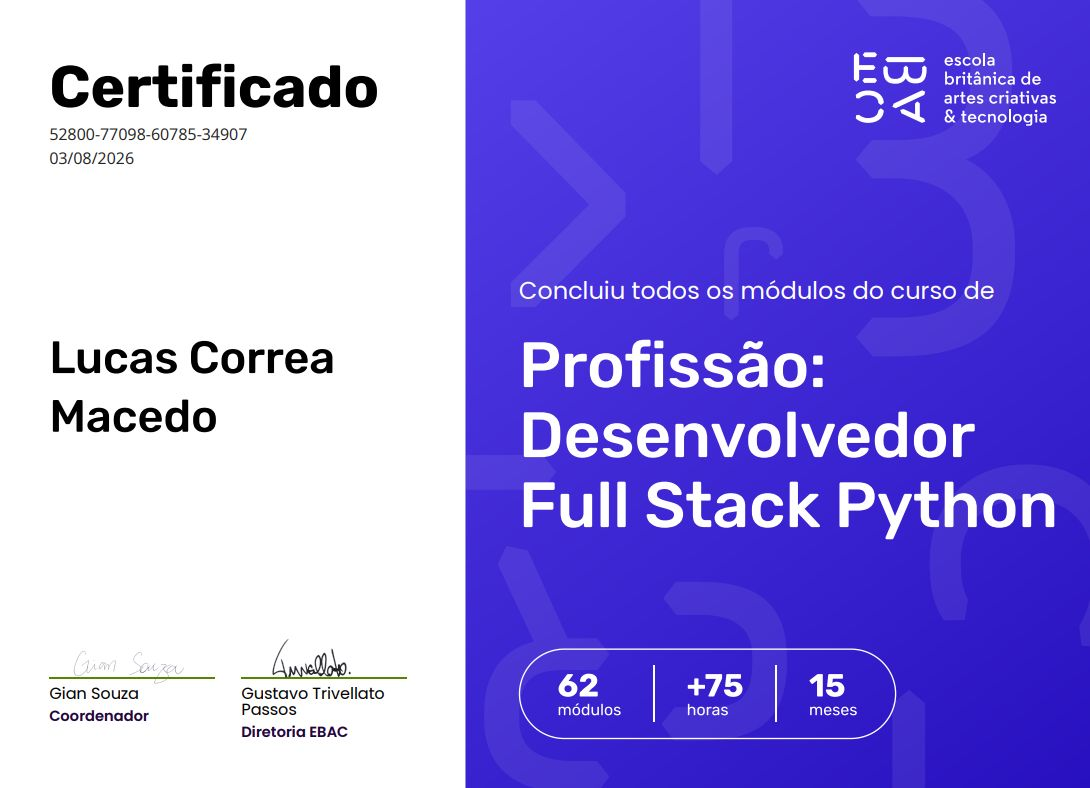 Certificado
52800-77098-60785-34907
03/08/2026
Lucas Correa
Macedo
Gian Souza
Gian Souza
Coordenador
Gustavo Trivellato
Passos
Diretoria EBAC
EBAC
escola
britânica de
artes criativas
& tecnologia
Concluiu todos os módulos do curso de
Profissão:
Desenvolvedor
Full Stack Python
62
módulos
+75
horas
15
meses